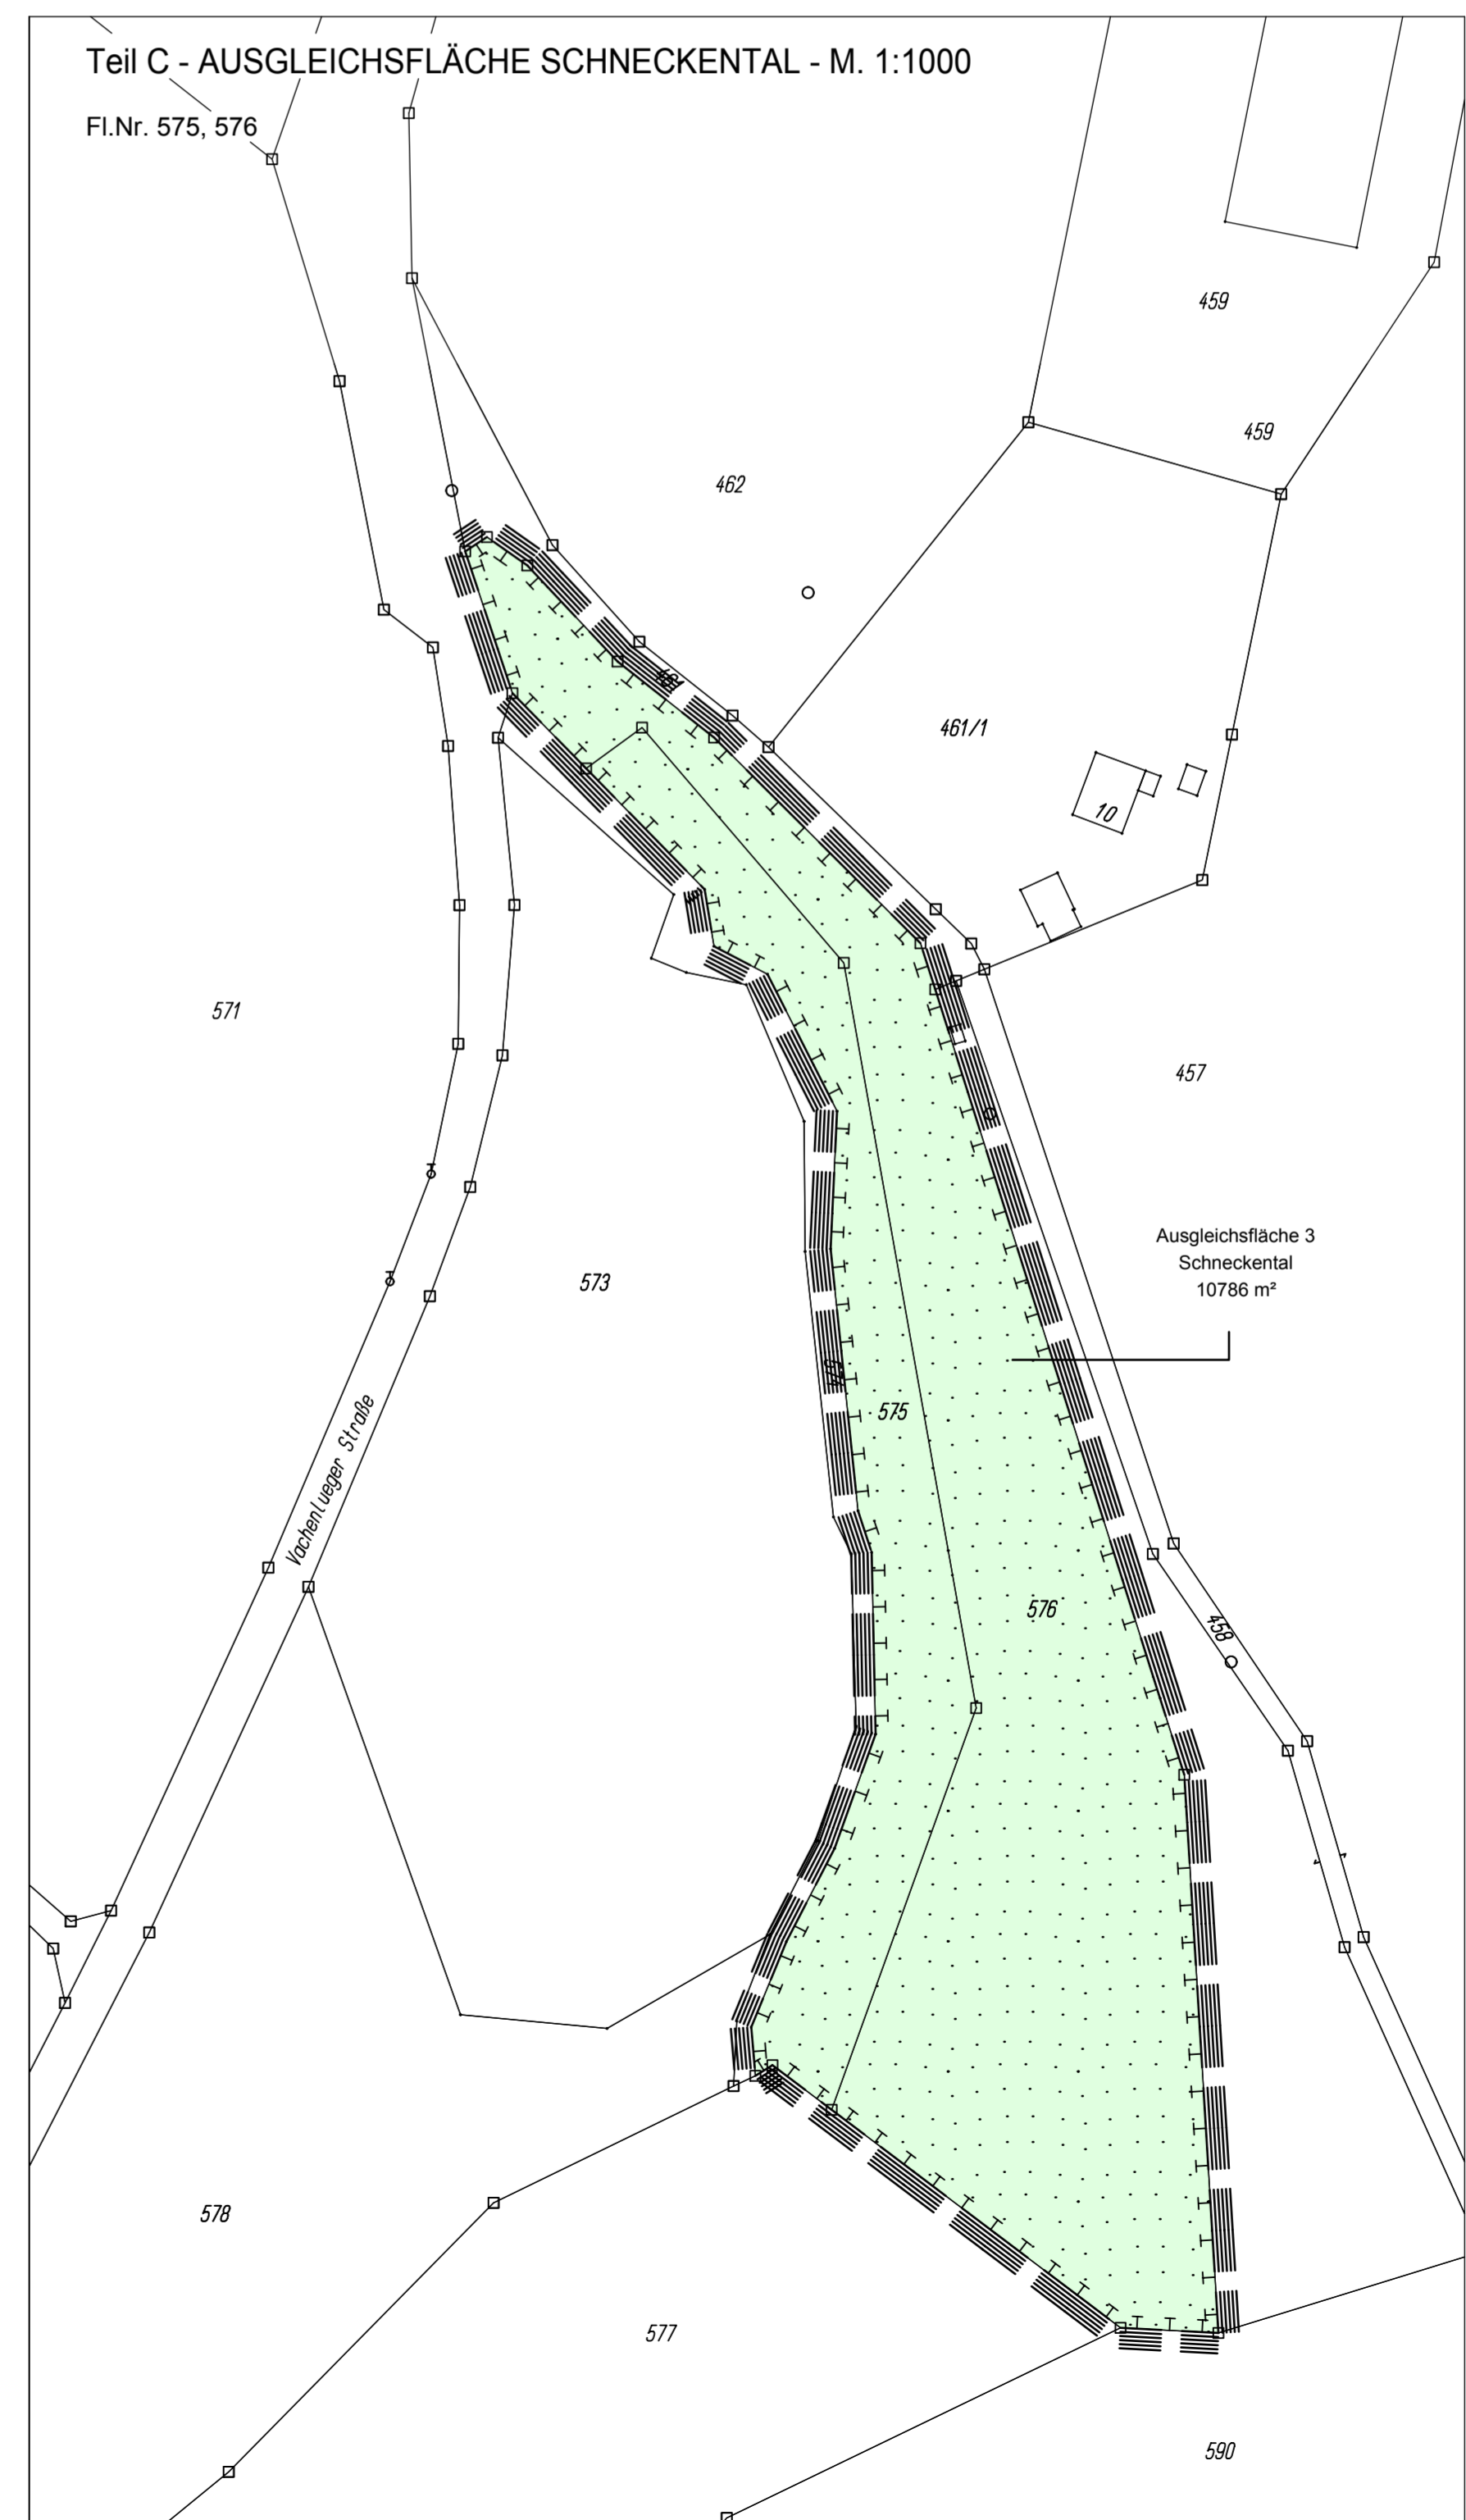 Teil C - AUSGLEICHSFLÄCHE SCHNECKENTAL - M. 1:1000
Fl.Nr. 575, 576
459
459
462
461/1
10
571
457
Ausgleichsfläche 3
Schneckental
10786 m²
573
575
Vachenlueger Straße
576
458
578
577
590